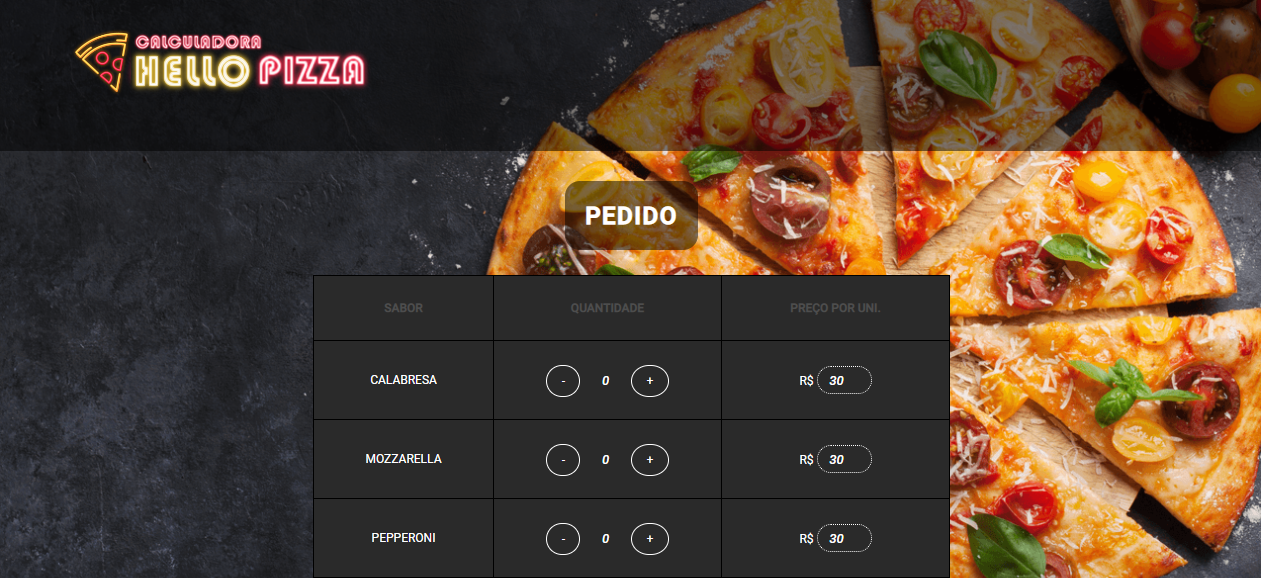 CALCULADORA
HELLO PIZZA
PEDIDO
SABOR QUANTIDADE PREÇO POR UNI.
CALABRESA - 0 + R$ 30
MOZZARELLA - 0 + R$ 30
PEPPERONI - 0 + R$ 30